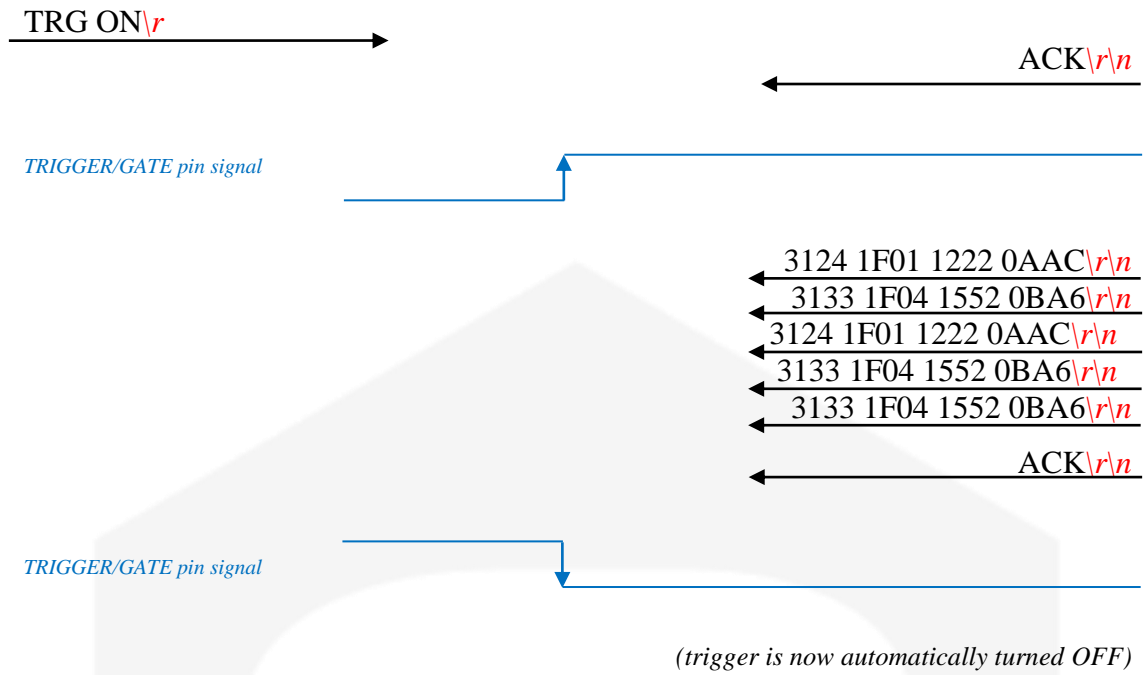 TRG ON\r
ACK\r\n
TRIGGER/GATE pin signal
3124 1F01 1222 0AAC\r\n
3133 1F04 1552 0BA6\r\n
3124 1F01 1222 0AAC\r\n
3133 1F04 1552 0BA6\r\n
3133 1F04 1552 0BA6\r\n
ACK\r\n
TRIGGER/GATE pin signal
(trigger is now automatically turned OFF)